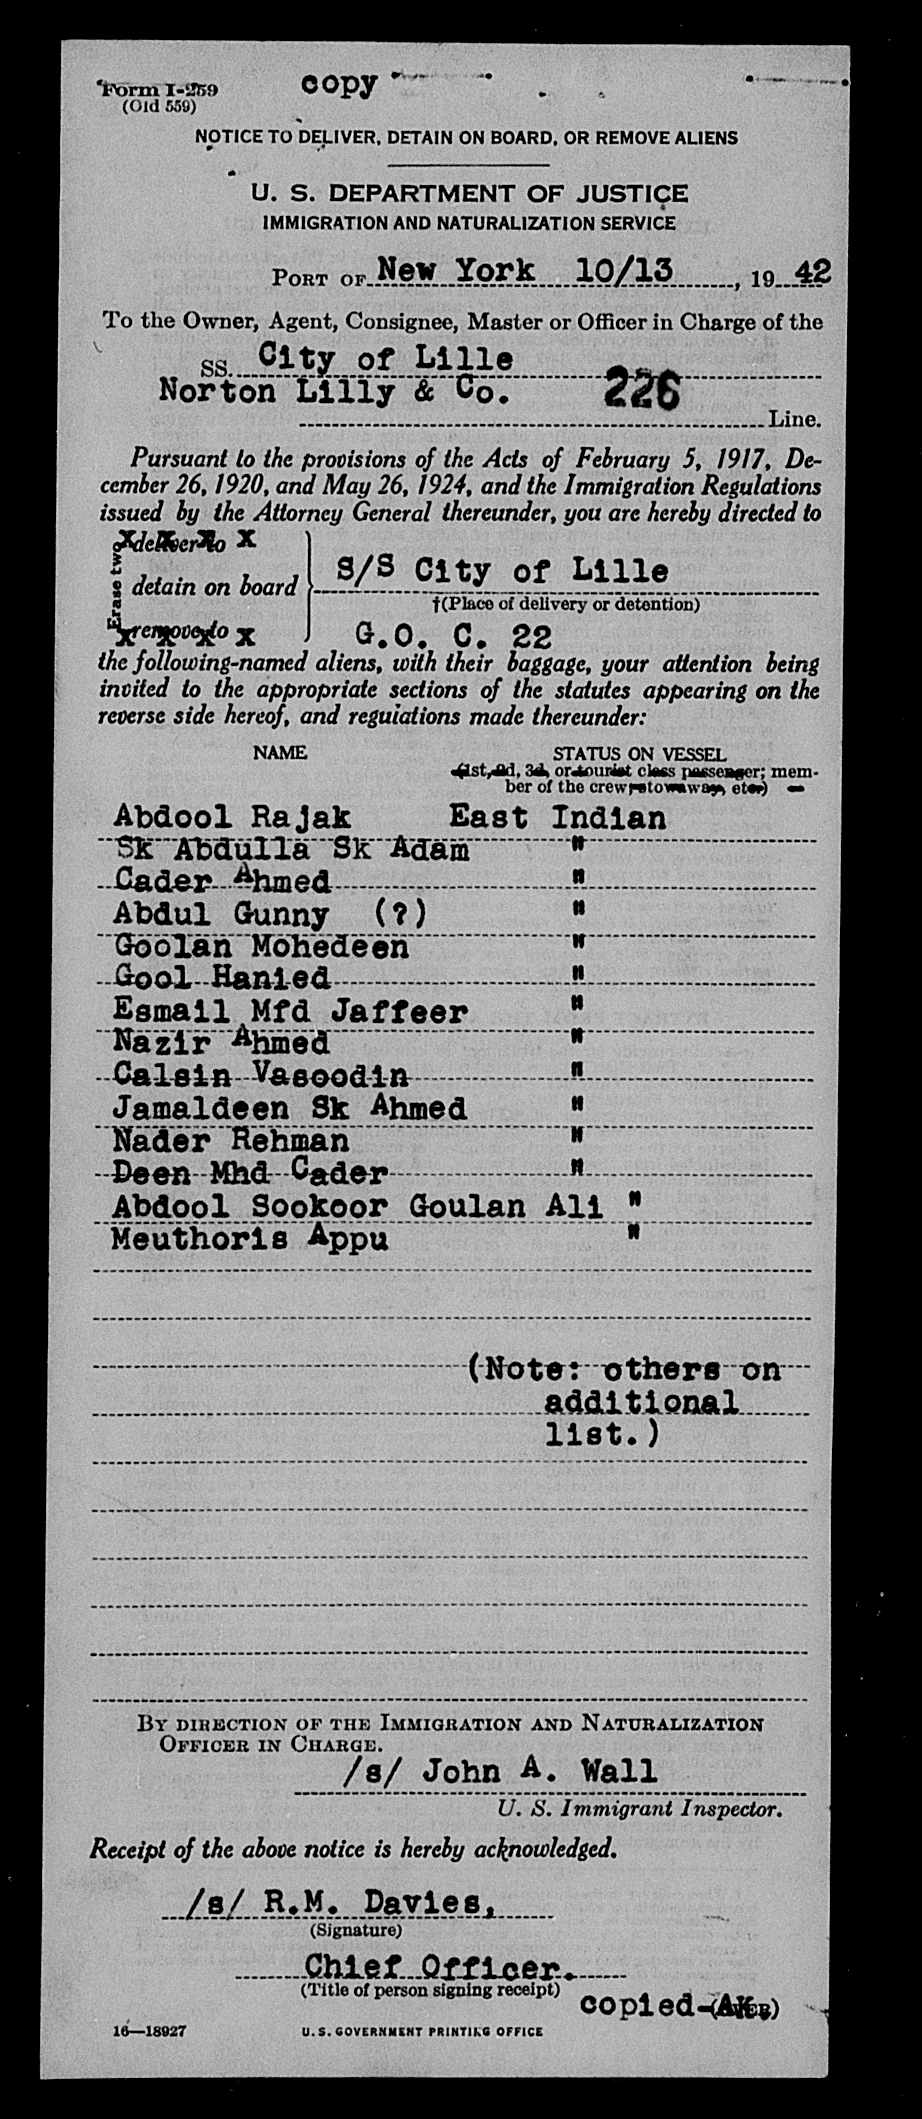 Form I-259
(Old 559)
copy
NOTICE TO DELIVER, DETAIN ON BOARD, OR REMOVE ALIENS
U. S. DEPARTMENT OF JUSTICE
IMMIGRATION AND NATURALIZATION SERVICE
PORT OF New York 10/13, 19 42
To the Owner, Agent, Consignee, Master or Officer in Charge of the
SS. City of Lille
Norton Lilly & Co. 226
Line.
Pursuant to the provisions of the Acts of February 5, 1917, De-
cember 26, 1920, and May 26, 1924, and the Immigration Regulations
issued by the Attorney General thereunder, you are hereby directed to
Erase two
deliver to
detain on board
remove to
S/S City of Lille
†(Place of delivery or detention)
G.O. C. 22
the following-named aliens, with their baggage, your attention being
invited to the appropriate sections of the statutes appearing on the
reverse side hereof, and regulations made thereunder:
NAME STATUS ON VESSEL
(1st, 2d, 3d, or tourist class passenger; mem-
ber of the crew, stowaway, etc.)
Abdool Rajak East Indian
Sk Abdulla Sk Adam "
Cader Ahmed "
Abdul Gunny (?) "
Goolan Mohedeen "
Gool Hanied "
Esmail Mfd Jaffeer "
Nazir Ahmed "
Calsin Vasoodin "
Jamaldeen Sk Ahmed "
Nader Rehman "
Deen Mhd Cader "
Abdool Sookoor Goulan Ali "
Meuthoris Appu "
(Note: others on
additional
list.)
BY DIRECTION OF THE IMMIGRATION AND NATURALIZATION
OFFICER IN CHARGE.
/s/ John A. Wall
U. S. Immigrant Inspector.
Receipt of the above notice is hereby acknowledged.
/s/ R.M. Davies,
(Signature)
Chief Officer.
(Title of person signing receipt)
copied-AK.
(OVER)
16—18927 U. S. GOVERNMENT PRINTING OFFICE